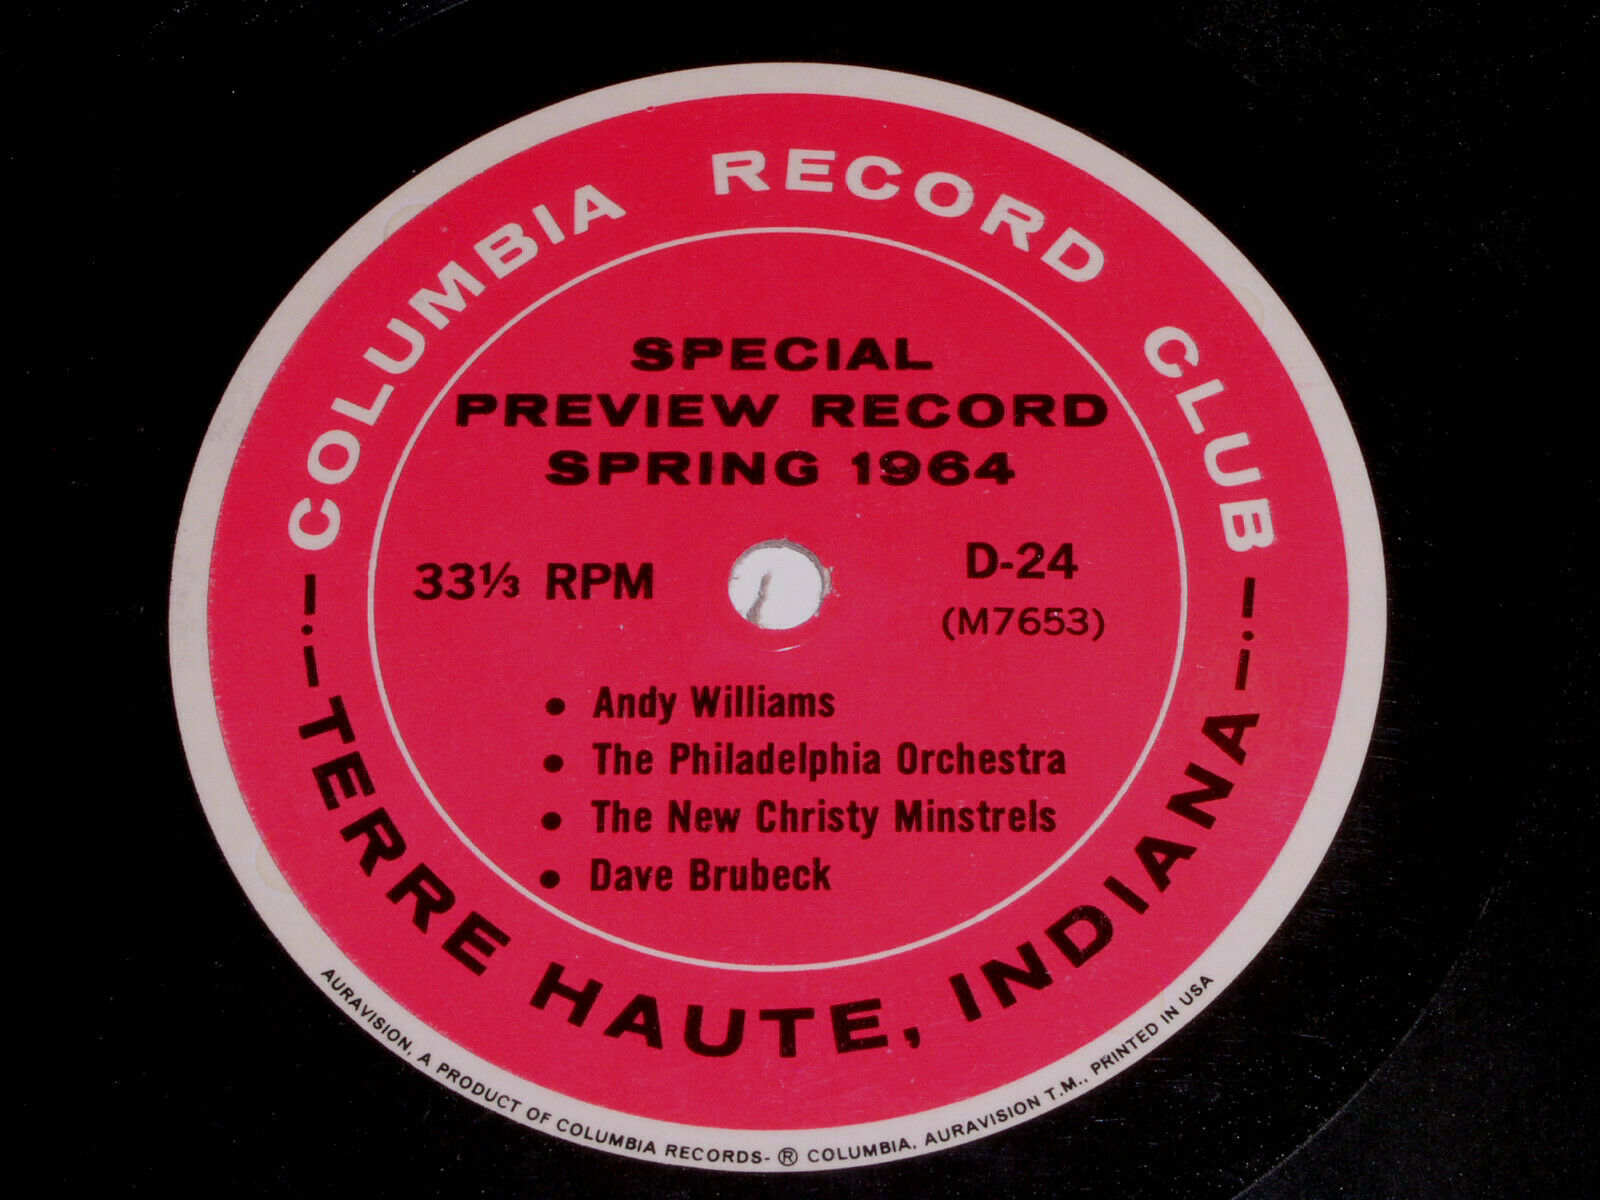 COLUMBIA RECORD CLUB
SPECIAL
PREVIEW RECORD
SPRING 1964
33⅓ RPM
D-24
(M7653)
• Andy Williams
• The Philadelphia Orchestra
• The New Christy Minstrels
• Dave Brubeck
TERRE HAUTE, INDIANA
AURAVISION, A PRODUCT OF COLUMBIA RECORDS-® COLUMBIA, AURAVISION T.M., PRINTED IN USA